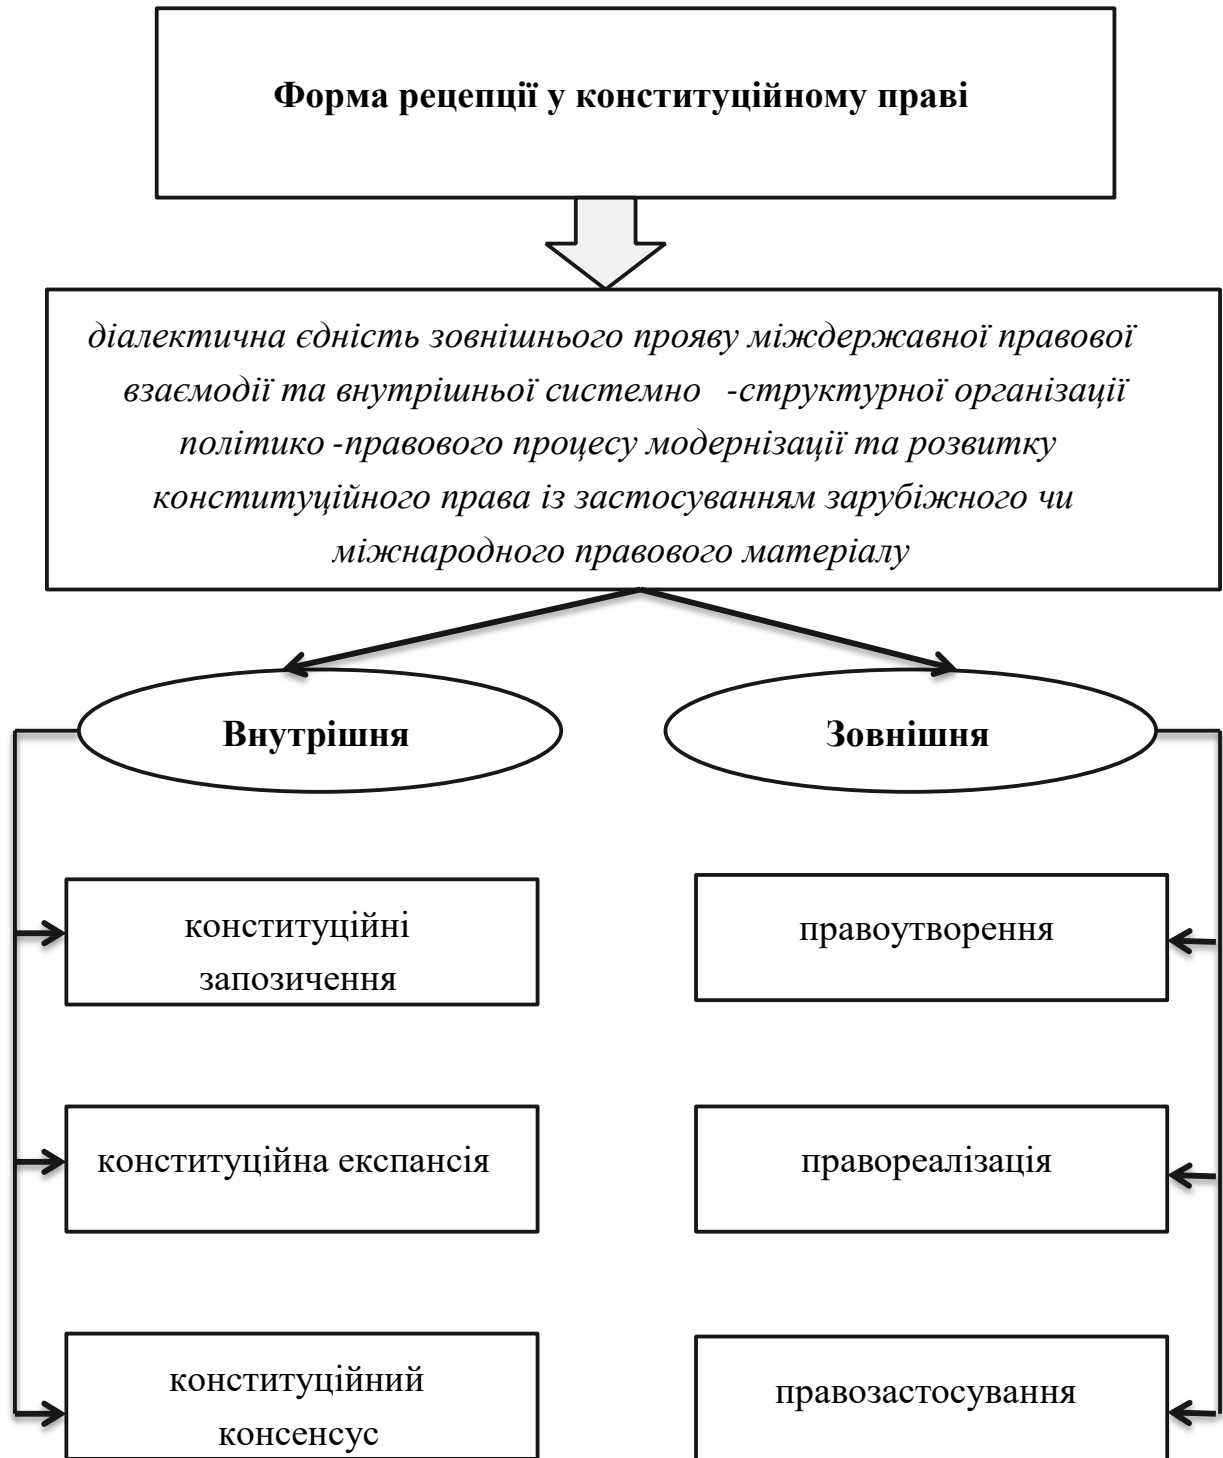 Форма рецепції у конституційному праві
діалектична єдність зовнішнього прояву міждержавної правової
взаємодії та внутрішньої системно -структурної організації
політико -правового процесу модернізації та розвитку
конституційного права із застосуванням зарубіжного чи
міжнародного правового матеріалу
Внутрішня
Зовнішня
конституційні
запозичення
правоутворення
конституційна експансія
правореалізація
конституційний
консенсус
правозастосування